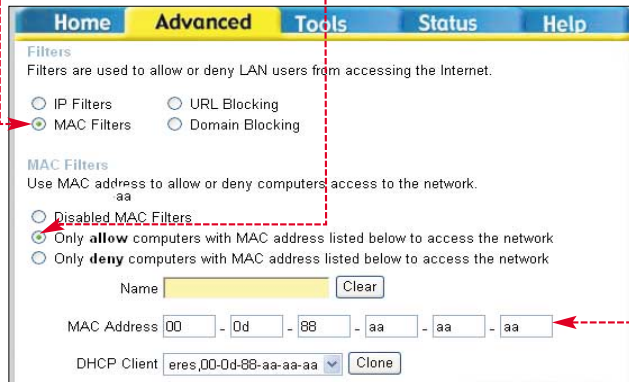 Home Advanced Tools Status Help
Filters
Filters are used to allow or deny LAN users from accessing the Internet.
IP Filters URL Blocking
MAC Filters Domain Blocking
MAC Filters
Use MAC address to allow or deny computers access to the network.
aa
Disabled MAC Filters
Only allow computers with MAC address listed below to access the network
Only deny computers with MAC address listed below to access the network
Name Clear
MAC Address 00 - 0d - 88 - aa - aa - aa
DHCP Client eres,00-0d-88-aa-aa-aa Clone